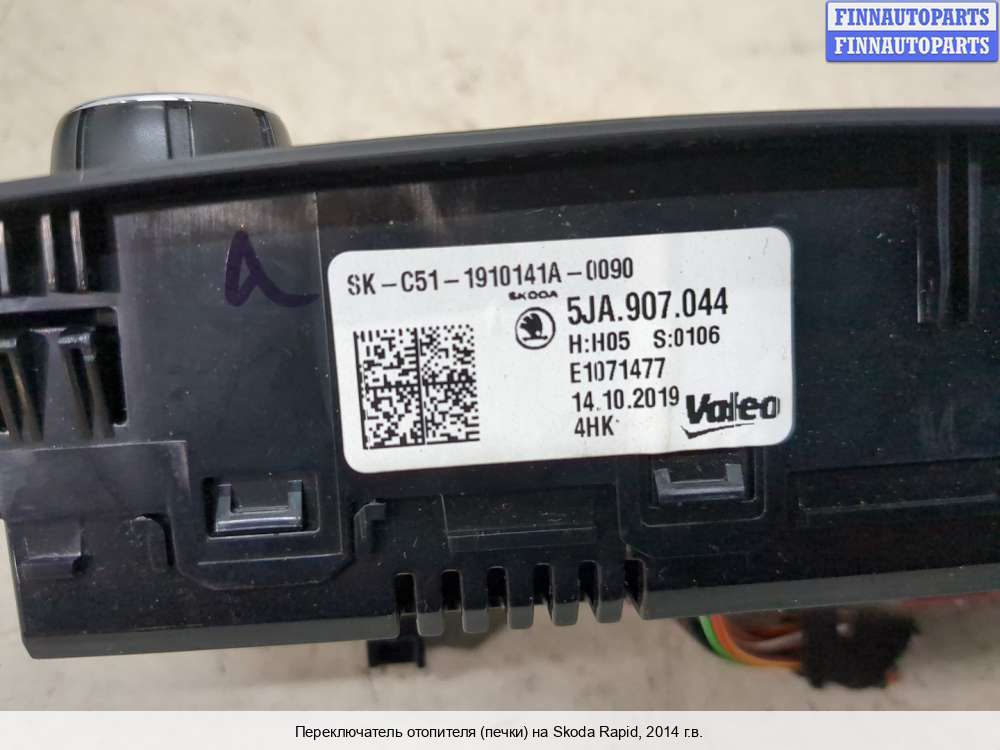 FINNAUTOPARTS
FINNAUTOPARTS
a
SK-C51-1910141A-0090
SKODA
5JA.907.044
H:H05 S:0106
E1071477
14.10.2019
4HK
Valeo
Переключатель отопителя (печки) на Skoda Rapid, 2014 г.в.